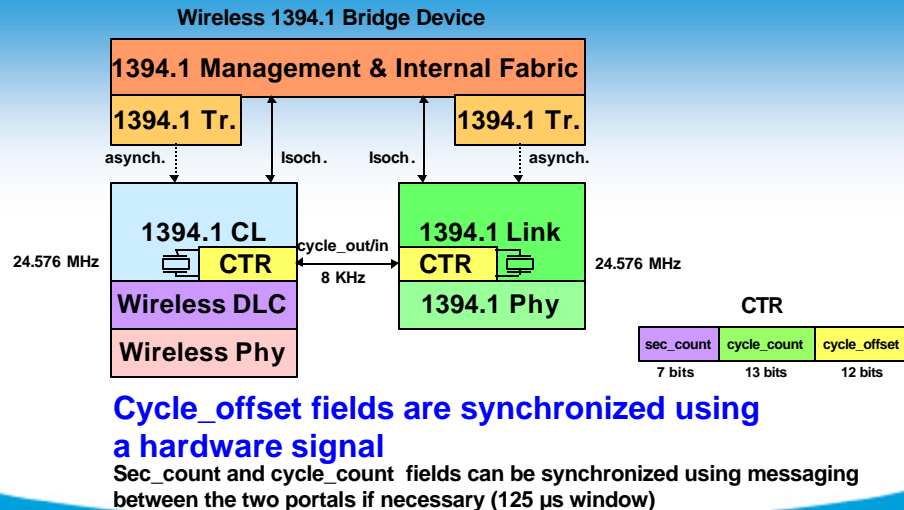 Wireless 1394.1 Bridge Device
1394.1 Management & Internal Fabric
1394.1 Tr.
1394.1 Tr.
asynch.
Isoch.
Isoch.
asynch.
1394.1 CL
1394.1 Link
cycle_out/in
24.576 MHz
CTR
CTR
24.576 MHz
8 KHz
Wireless DLC
1394.1 Phy
Wireless Phy
CTR
sec_count cycle_count cycle_offset
7 bits 13 bits 12 bits
Cycle_offset fields are synchronized using
a hardware signal
Sec_count and cycle_count fields can be synchronized using messaging
between the two portals if necessary (125 µs window)